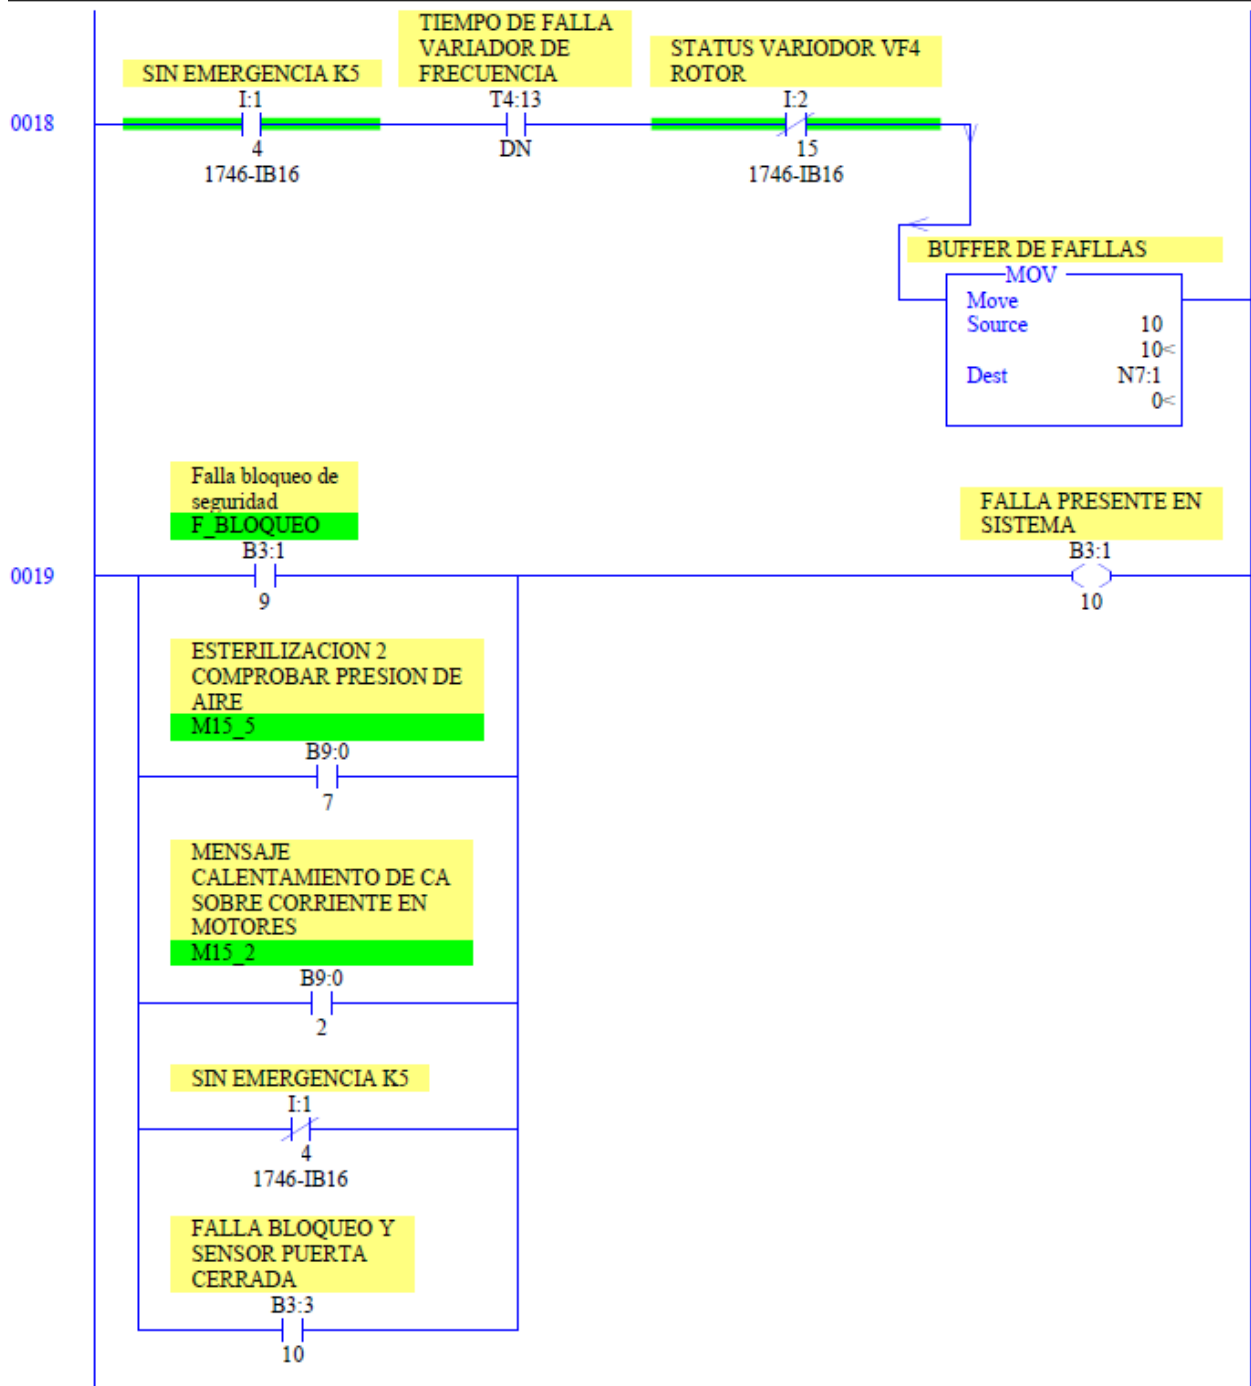 SIN EMERGENCIA K5
I:1
4
1746-IB16
TIEMPO DE FALLA
VARIADOR DE
FRECUENCIA
T4:13
DN
STATUS VARIODOR VF4
ROTOR
I:2
15
1746-IB16
0018
BUFFER DE FAFLLAS
MOV
Move
Source 10
10<
Dest N7:1
0<
0019
Falla bloqueo de
seguridad
F_BLOQUEO
B3:1
9
FALLA PRESENTE EN
SISTEMA
B3:1
10
ESTERILIZACION 2
COMPROBAR PRESION DE
AIRE
M15_5
B9:0
7
MENSAJE
CALENTAMIENTO DE CA
SOBRE CORRIENTE EN
MOTORES
M15_2
B9:0
2
SIN EMERGENCIA K5
I:1
4
1746-IB16
FALLA BLOQUEO Y
SENSOR PUERTA
CERRADA
B3:3
10